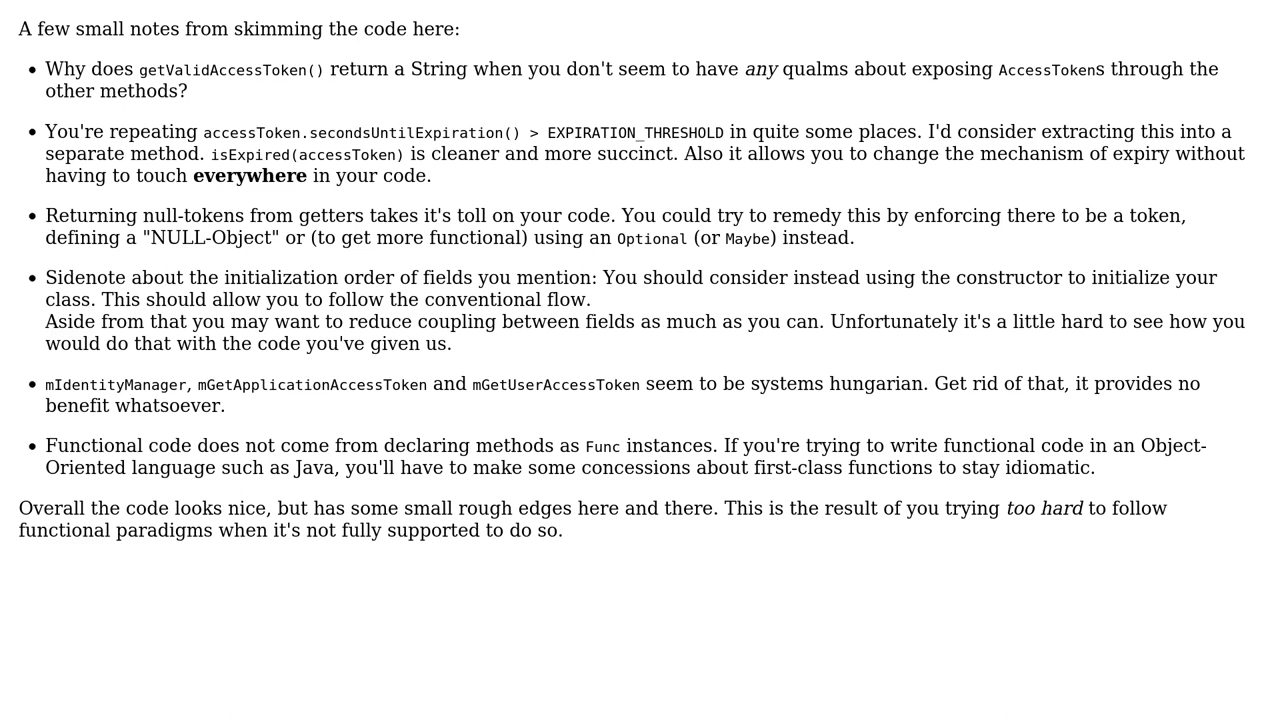 A few small notes from skimming the code here:
Why does getValidAccessToken() return a String when you don't seem to have any qualms about exposing AccessTokens through the
other methods?
You're repeating accessToken.secondsUntilExpiration() > EXPIRATION_THRESHOLD in quite some places. I'd consider extracting this into a
separate method. isExpired(accessToken) is cleaner and more succinct. Also it allows you to change the mechanism of expiry without
having to touch everywhere in your code.
Returning null-tokens from getters takes it's toll on your code. You could try to remedy this by enforcing there to be a token,
defining a "NULL-Object" or (to get more functional) using an Optional (or Maybe) instead.
Sidenote about the initialization order of fields you mention: You should consider instead using the constructor to initialize your
class. This should allow you to follow the conventional flow.
Aside from that you may want to reduce coupling between fields as much as you can. Unfortunately it's a little hard to see how you
would do that with the code you've given us.
mIdentityManager, mGetApplicationAccessToken and mGetUserAccessToken seem to be systems hungarian. Get rid of that, it provides no
benefit whatsoever.
Functional code does not come from declaring methods as Func instances. If you're trying to write functional code in an Object-
Oriented language such as Java, you'll have to make some concessions about first-class functions to stay idiomatic.
Overall the code looks nice, but has some small rough edges here and there. This is the result of you trying too hard to follow
functional paradigms when it's not fully supported to do so.